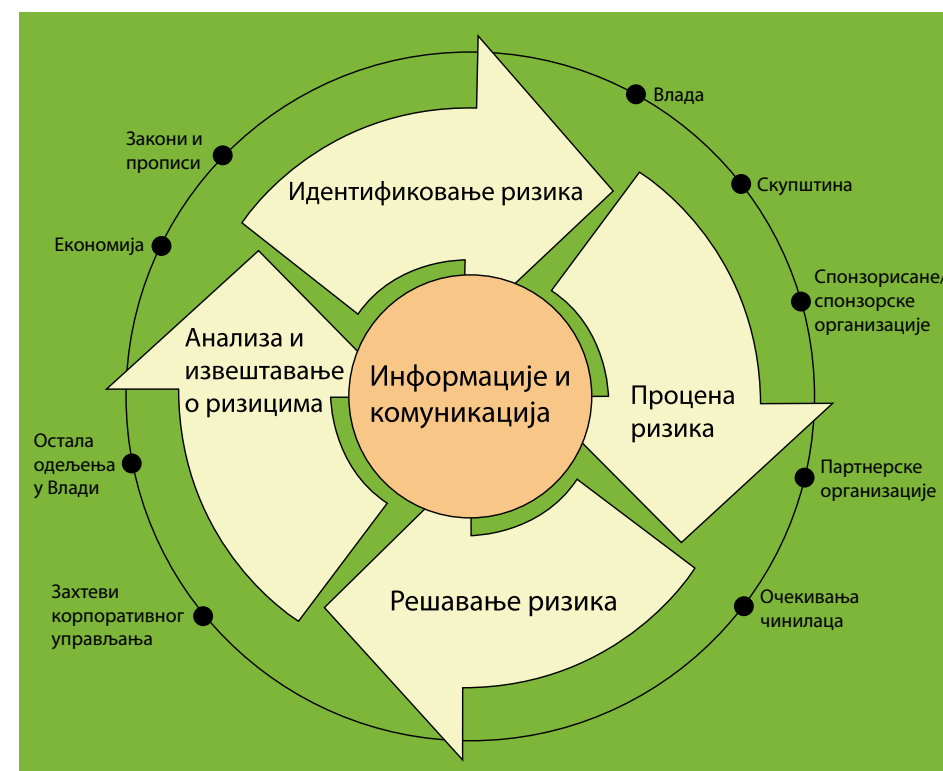 Влада
Закони и
прописи
Скупштина
Идентификовање ризика
Економија
Спонзорисане/
спонзорске
организације
Анализа и
извештавање
о ризицима
Информације и
комуникација
Процена
ризика
Остала
одељења
у Влади
Партнерске
организације
Захтеви
корпоративног
управљања
Решавање ризика
Очекивања
чинилаца